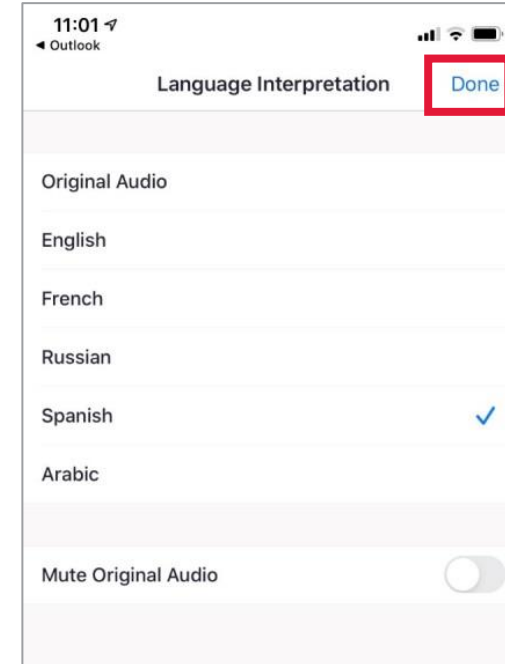 11:01
Outlook
Language Interpretation Done
Original Audio
English
French
Russian
Spanish
Arabic
Mute Original Audio